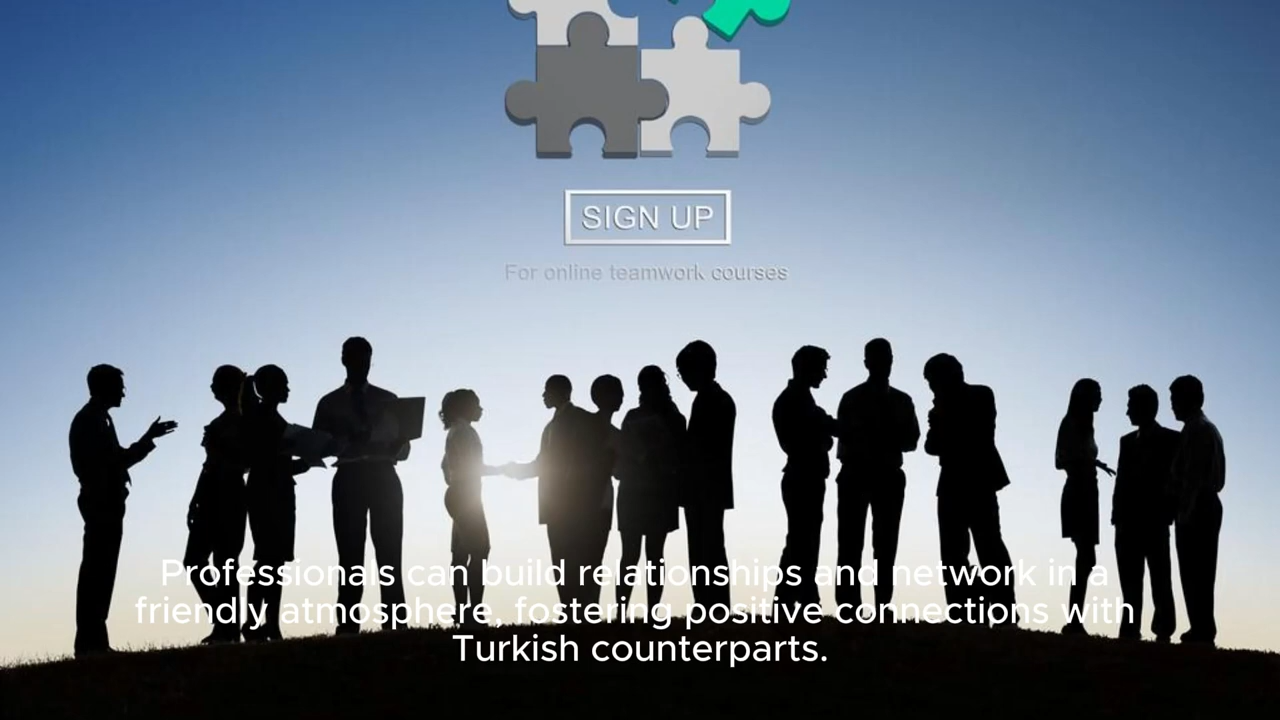 SIGN UP
For online teamwork courses
Professionals can build relationships and network in a
friendly atmosphere, fostering positive connections with
Turkish counterparts.